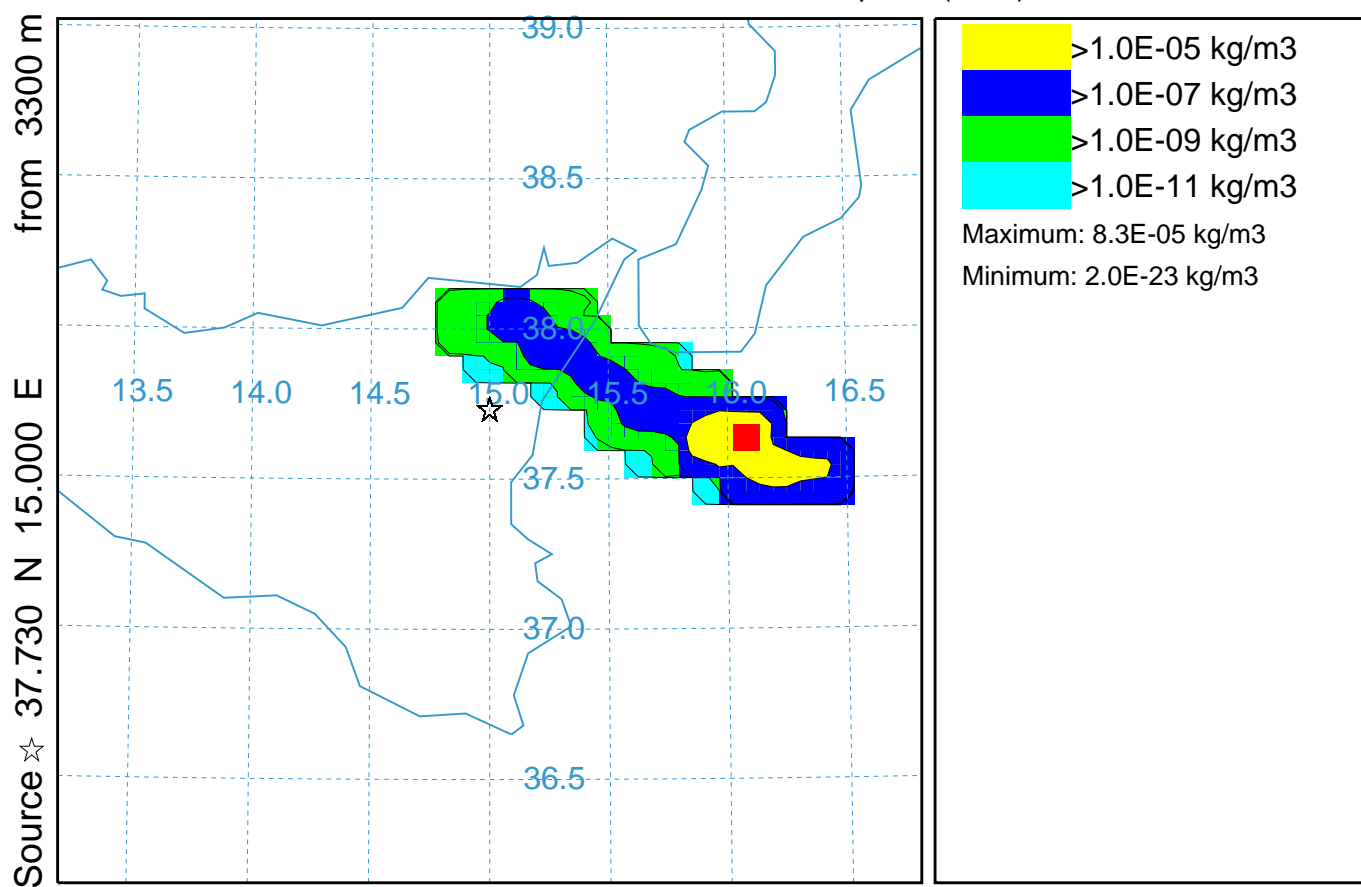 39.0
38.5
38.0
13.5 14.0 14.5 15.0 15.5 16.0 16.5
37.5
37.0
36.5
Source ☆ 37.730 N 15.000 E from 3300 m
>1.0E-05 kg/m3
>1.0E-07 kg/m3
>1.0E-09 kg/m3
>1.0E-11 kg/m3
Maximum: 8.3E-05 kg/m3
Minimum: 2.0E-23 kg/m3